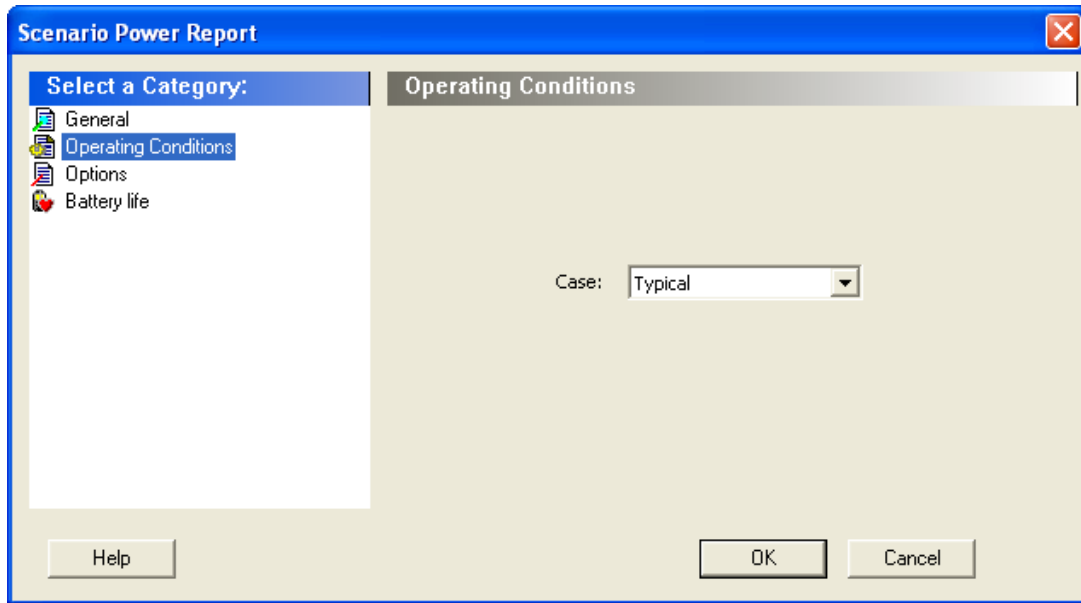 Scenario Power Report
Select a Category:
General
Operating Conditions
Options
Battery life
Operating Conditions
Case: Typical
Help
OK
Cancel